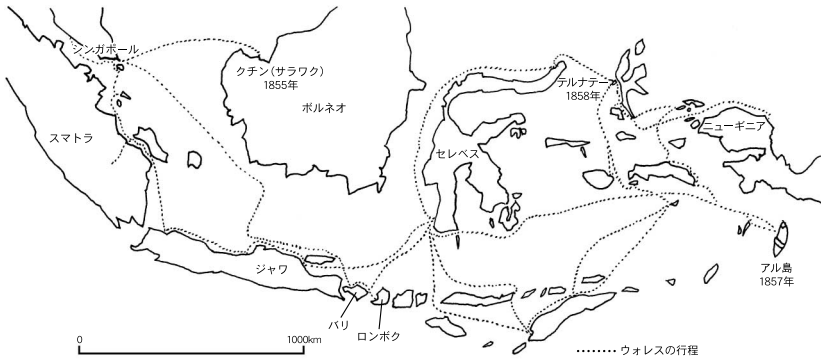 シンガポール
クチン（サラワク）
1855年
ボルネオ
スマトラ
テルナテー
1858年
ニューギニア
セレベス
ジャワ
バリ
ロンボク
アル島
1857年
0
1000km
ウォレスの行程